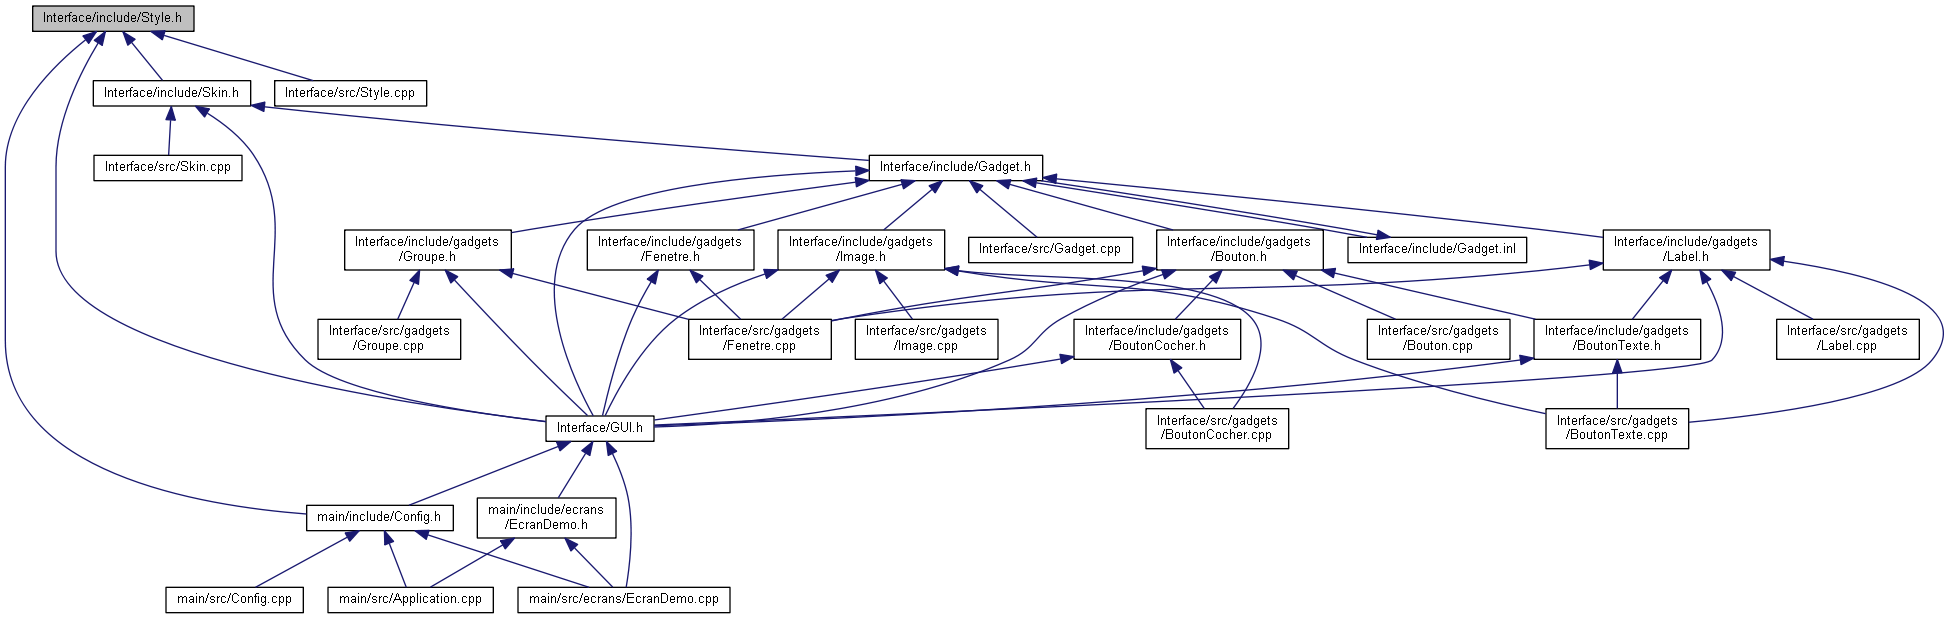 Interface/include/Style.h
Interface/include/Skin.h
Interface/src/Style.cpp
Interface/src/Skin.cpp
Interface/include/Gadget.h
Interface/include/gadgets
/Groupe.h
Interface/include/gadgets
/Fenetre.h
Interface/include/gadgets
/Image.h
Interface/src/Gadget.cpp
Interface/include/gadgets
/Bouton.h
Interface/include/Gadget.inl
Interface/include/gadgets
/Label.h
Interface/src/gadgets
/Groupe.cpp
Interface/src/gadgets
/Fenetre.cpp
Interface/src/gadgets
/Image.cpp
Interface/include/gadgets
/BoutonCocher.h
Interface/src/gadgets
/Bouton.cpp
Interface/include/gadgets
/BoutonTexte.h
Interface/src/gadgets
/Label.cpp
Interface/GUI.h
Interface/src/gadgets
/BoutonCocher.cpp
Interface/src/gadgets
/BoutonTexte.cpp
main/include/Config.h
main/include/ecrans
/EcranDemo.h
main/src/Config.cpp
main/src/Application.cpp
main/src/ecrans/EcranDemo.cpp